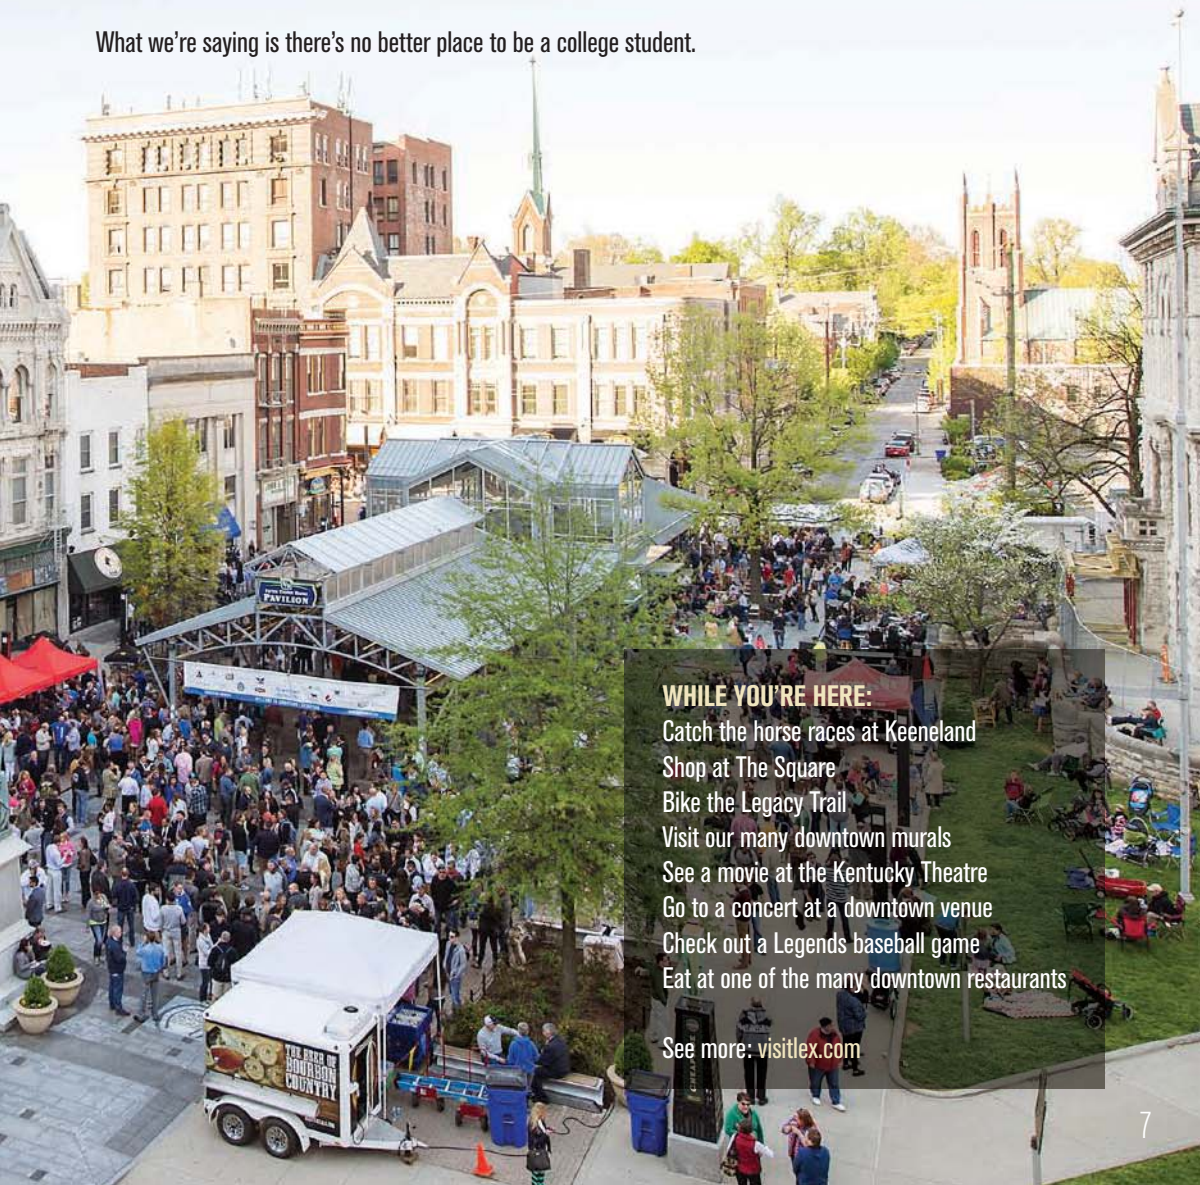 What we're saying is there's no better place to be a college student.
PAVILION
WHILE YOU'RE HERE:
Catch the horse races at Keeneland
Shop at The Square
Bike the Legacy Trail
Visit our many downtown murals
See a movie at the Kentucky Theatre
Go to a concert at a downtown venue
Check out a Legends baseball game
Eat at one of the many downtown restaurants
See more: visitlex.com
THE BEER OF
BOURBON
COUNTRY
7